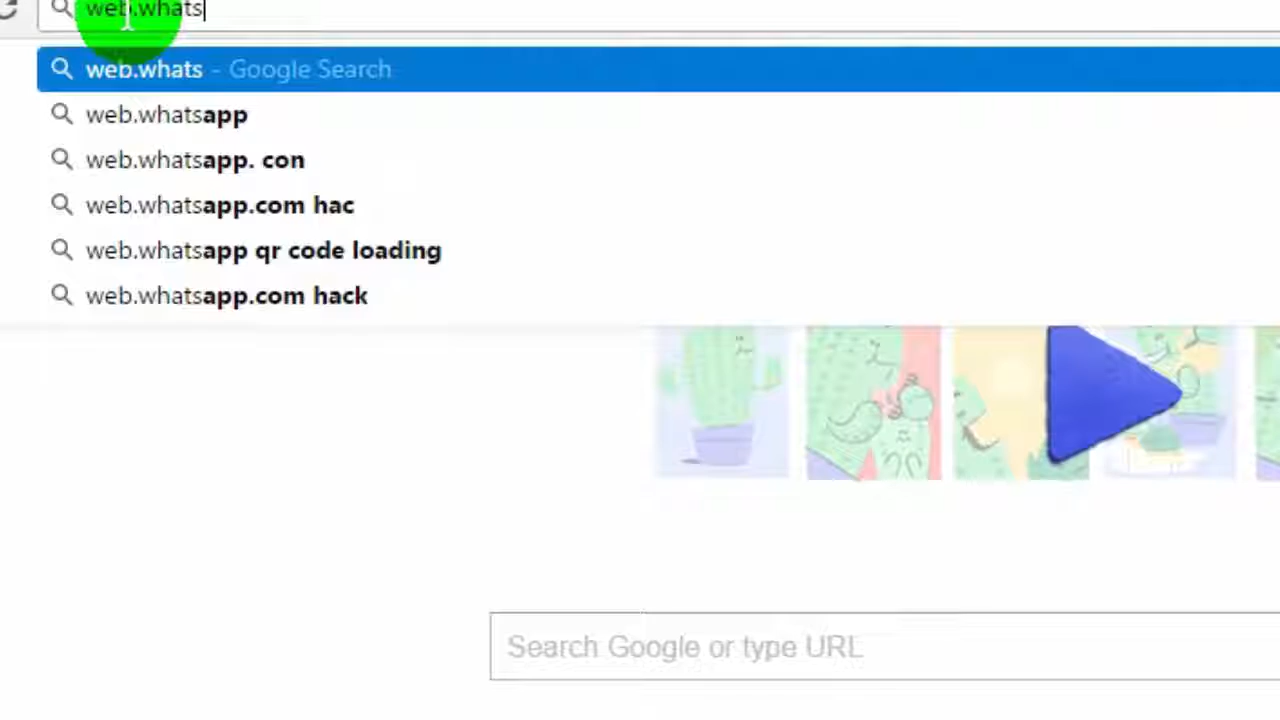 web.whats
web.whats - Google Search
web.whatsapp
web.whatsapp. con
web.whatsapp.com hac
web.whatsapp qr code loading
web.whatsapp.com hack
Search Google or type URL